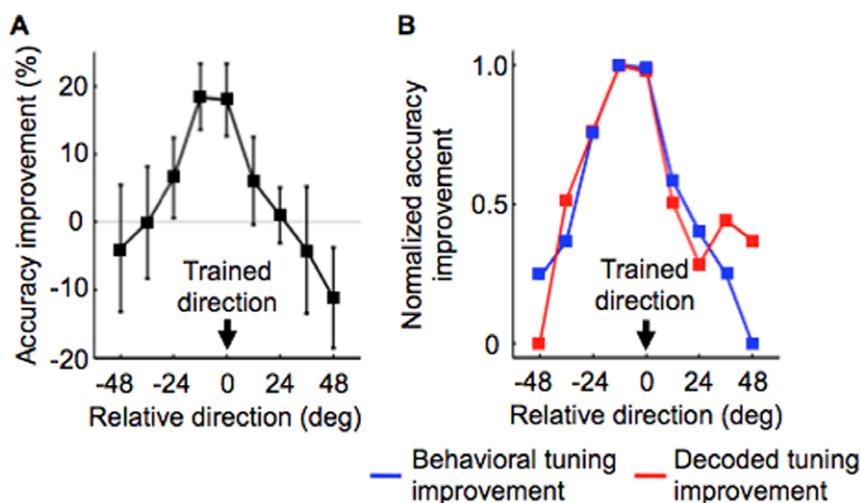 A
Accuracy improvement (%)
20
10
0
-10
-20
Trained
direction
-48
-24
0
24
48
Relative direction (deg)
B
Normalized accuracy
improvement
1.0
0.5
0
Trained
direction
-48
-24
0
24
48
Relative direction (deg)
Behavioral tuning
improvement
Decoded tuning
improvement